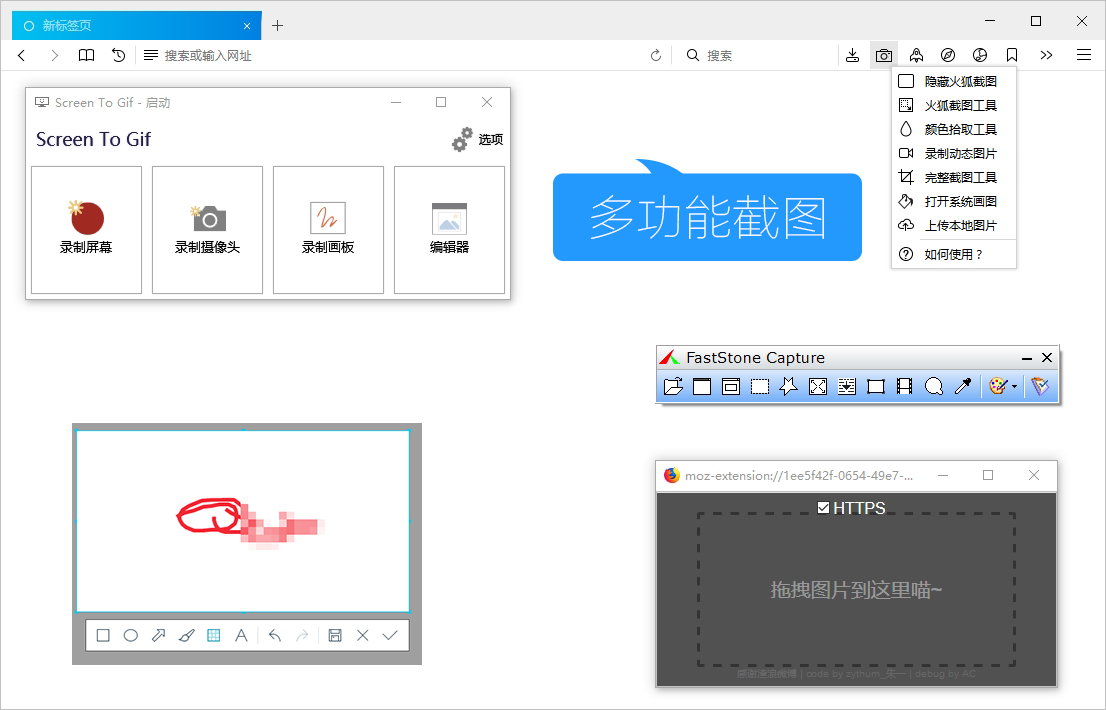 新标签页
搜索或输入网址
搜索
隐藏火狐截图
火狐截图工具
颜色拾取工具
录制动态图片
完整截图工具
打开系统画图
上传本地图片
如何使用？
Screen To Gif - 启动
Screen To Gif
选项
录制屏幕
录制摄像头
录制画板
编辑器
多功能截图
FastStone Capture
moz-extension://1ee5f42f-0654-49e7-...
HTTPS
拖拽图片到这里喵~
| code by zythum_朱一 | debug by AC